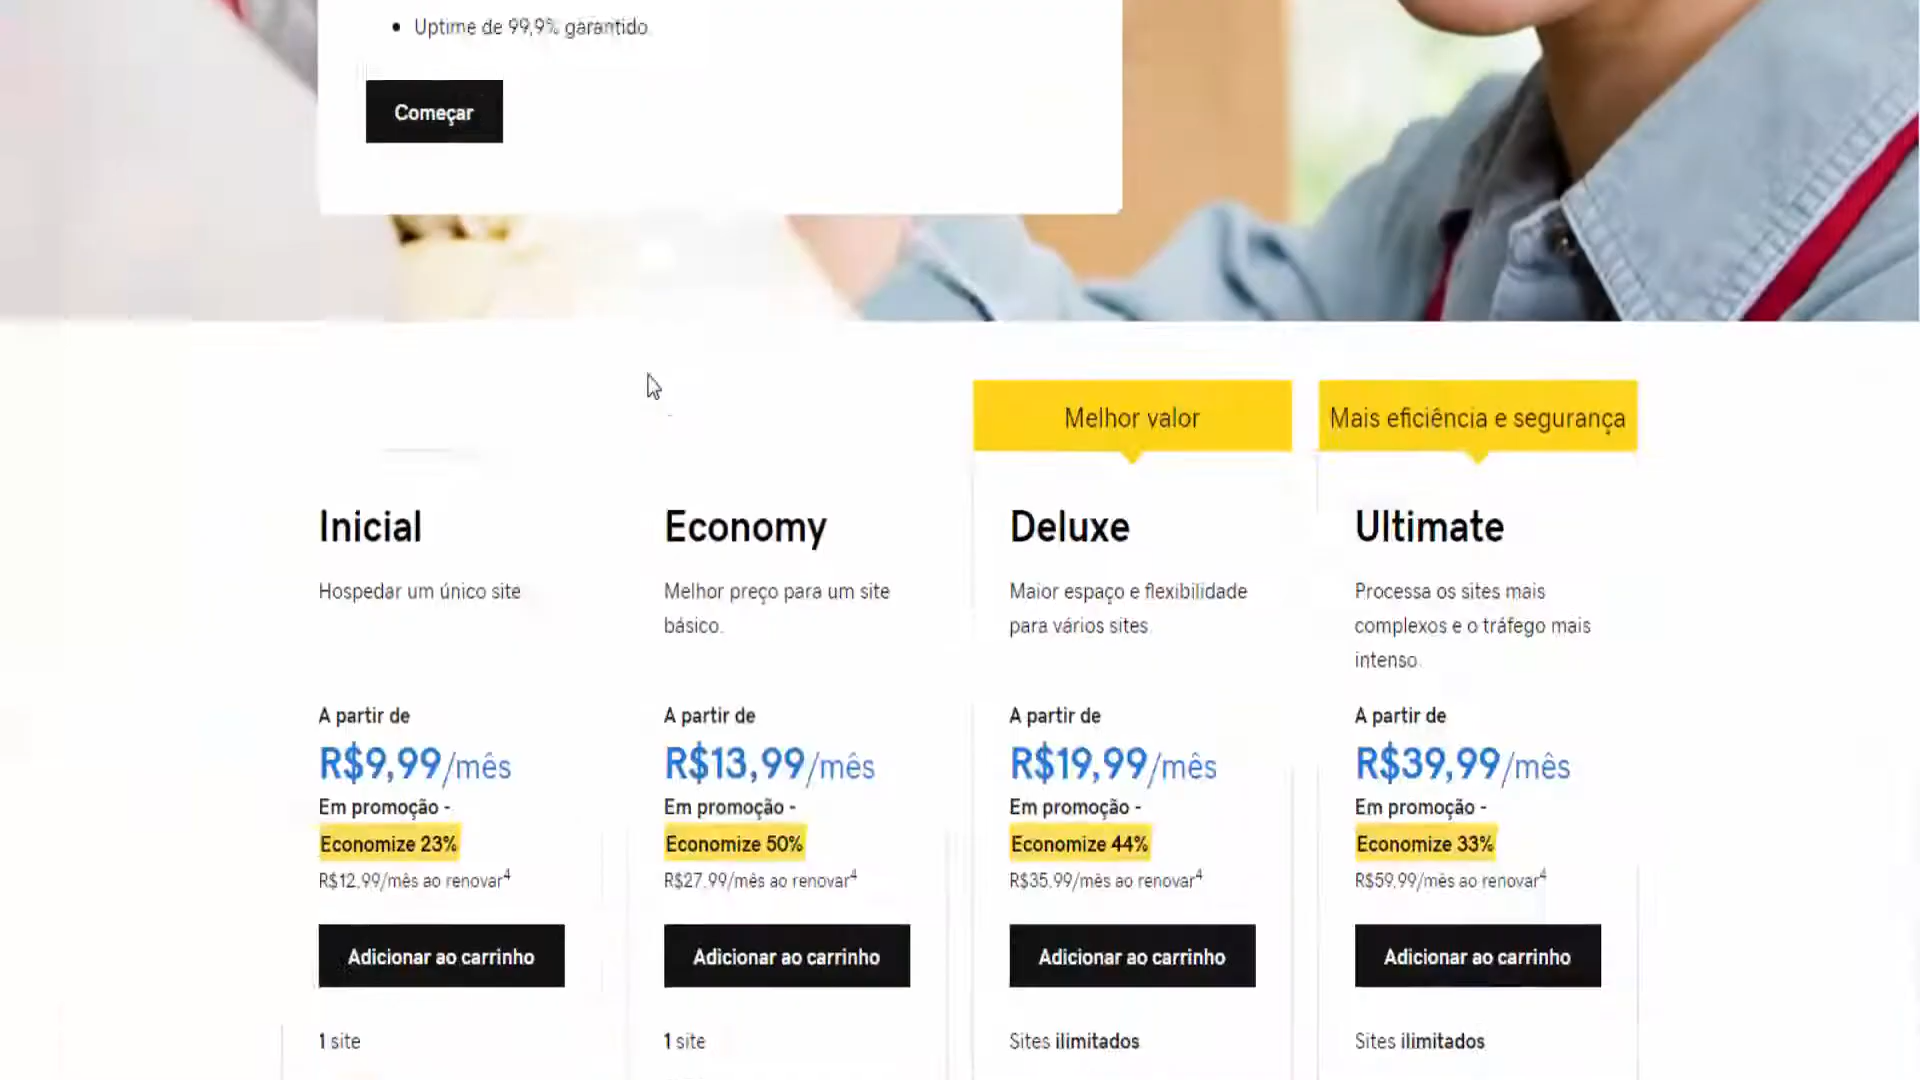 • Uptime de 99,9% garantido
Começar
Melhor valor
Mais eficiência e segurança
Inicial
Hospedar um único site
A partir de
R$9,99/mês
Em promoção -
Economize 23%
R$12,99/mês ao renovar4
Adicionar ao carrinho
1 site
Economy
Melhor preço para um site
básico.
A partir de
R$13,99/mês
Em promoção -
Economize 50%
R$27,99/mês ao renovar4
Adicionar ao carrinho
1 site
Deluxe
Maior espaço e flexibilidade
para vários sites.
A partir de
R$19,99/mês
Em promoção -
Economize 44%
R$35,99/mês ao renovar4
Adicionar ao carrinho
Sites ilimitados
Ultimate
Processa os sites mais
complexos e o tráfego mais
intenso.
A partir de
R$39,99/mês
Em promoção -
Economize 33%
R$59,99/mês ao renovar4
Adicionar ao carrinho
Sites ilimitados